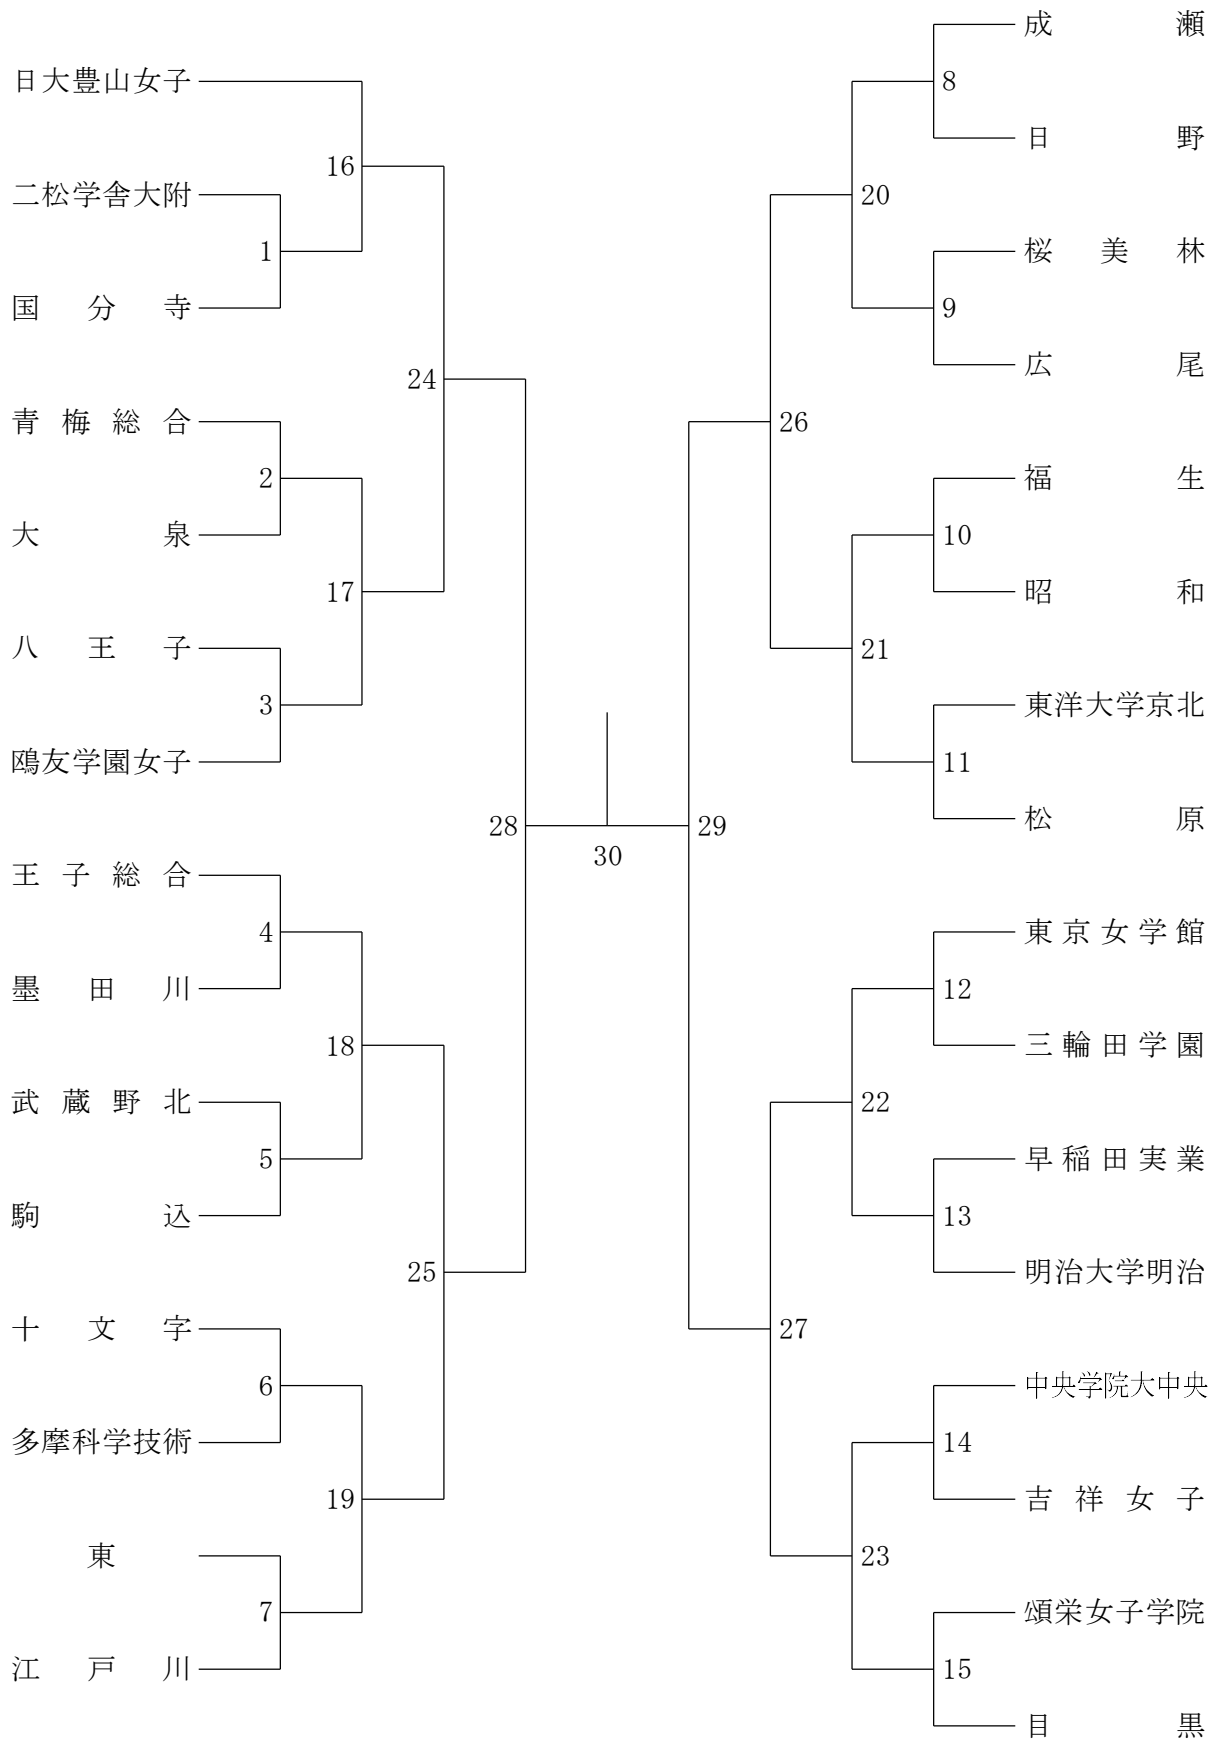 日大豊山女子
16
二松学舎大附
1
国分寺
24
青梅総合
2
大泉
17
八王子
3
鴎友学園女子
28
王子総合
4
墨田川
18
武蔵野北
5
駒込
25
十文字
6
多摩科学技術
19
東
7
江戸川
30
成瀬
8
日野
20
桜美林
9
広尾
26
福生
10
昭和
21
東洋大学京北
11
松原
29
東京女学館
12
三輪田学園
22
早稲田実業
13
明治大学明治
27
中央学院大中央
14
吉祥女子
23
頌栄女子学院
15
目黒